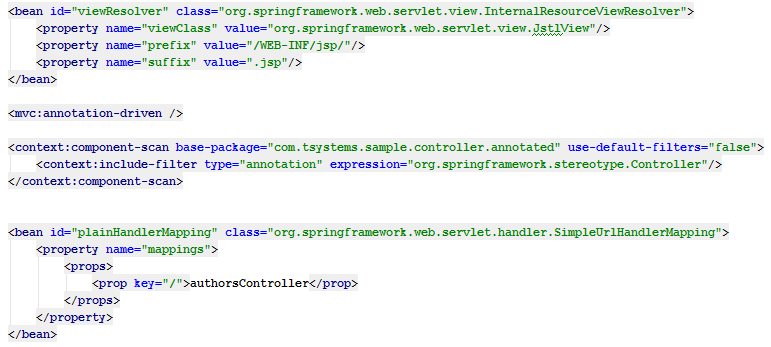 <bean id="viewResolver" class="org.springframework.web.servlet.view.InternalResourceViewResolver">
<property name="viewClass" value="org.springframework.web.servlet.view.JstlView"/>
<property name="prefix" value="/WEB-INF/jsp/"/>
<property name="suffix" value=".jsp"/>
</bean>
<mvc:annotation-driven />
<context:component-scan base-package="com.tsystems.sample.controller.annotated" use-default-filters="false">
<context:include-filter type="annotation" expression="org.springframework.stereotype.Controller"/>
</context:component-scan>
<bean id="plainHandlerMapping" class="org.springframework.web.servlet.handler.SimpleUrlHandlerMapping">
<property name="mappings">
<props>
<prop key="/">authorsController</prop>
</props>
</property>
</bean>